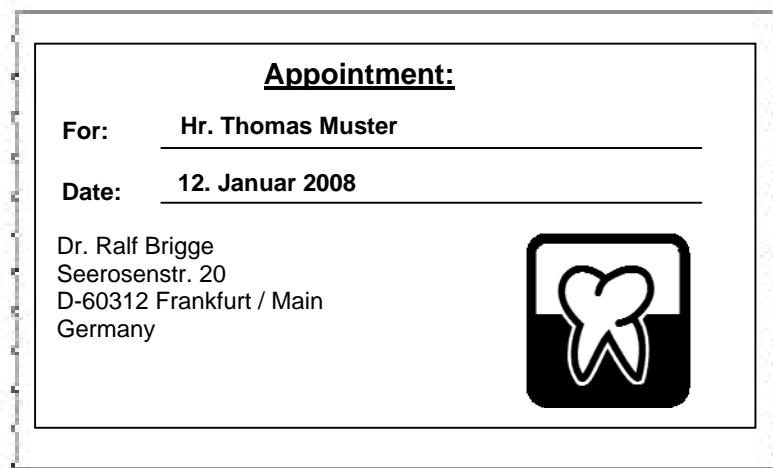 Appointment:
For: Hr. Thomas Muster
Date: 12. Januar 2008
Dr. Ralf Brigge
Seerosenstr. 20
D-60312 Frankfurt / Main
Germany